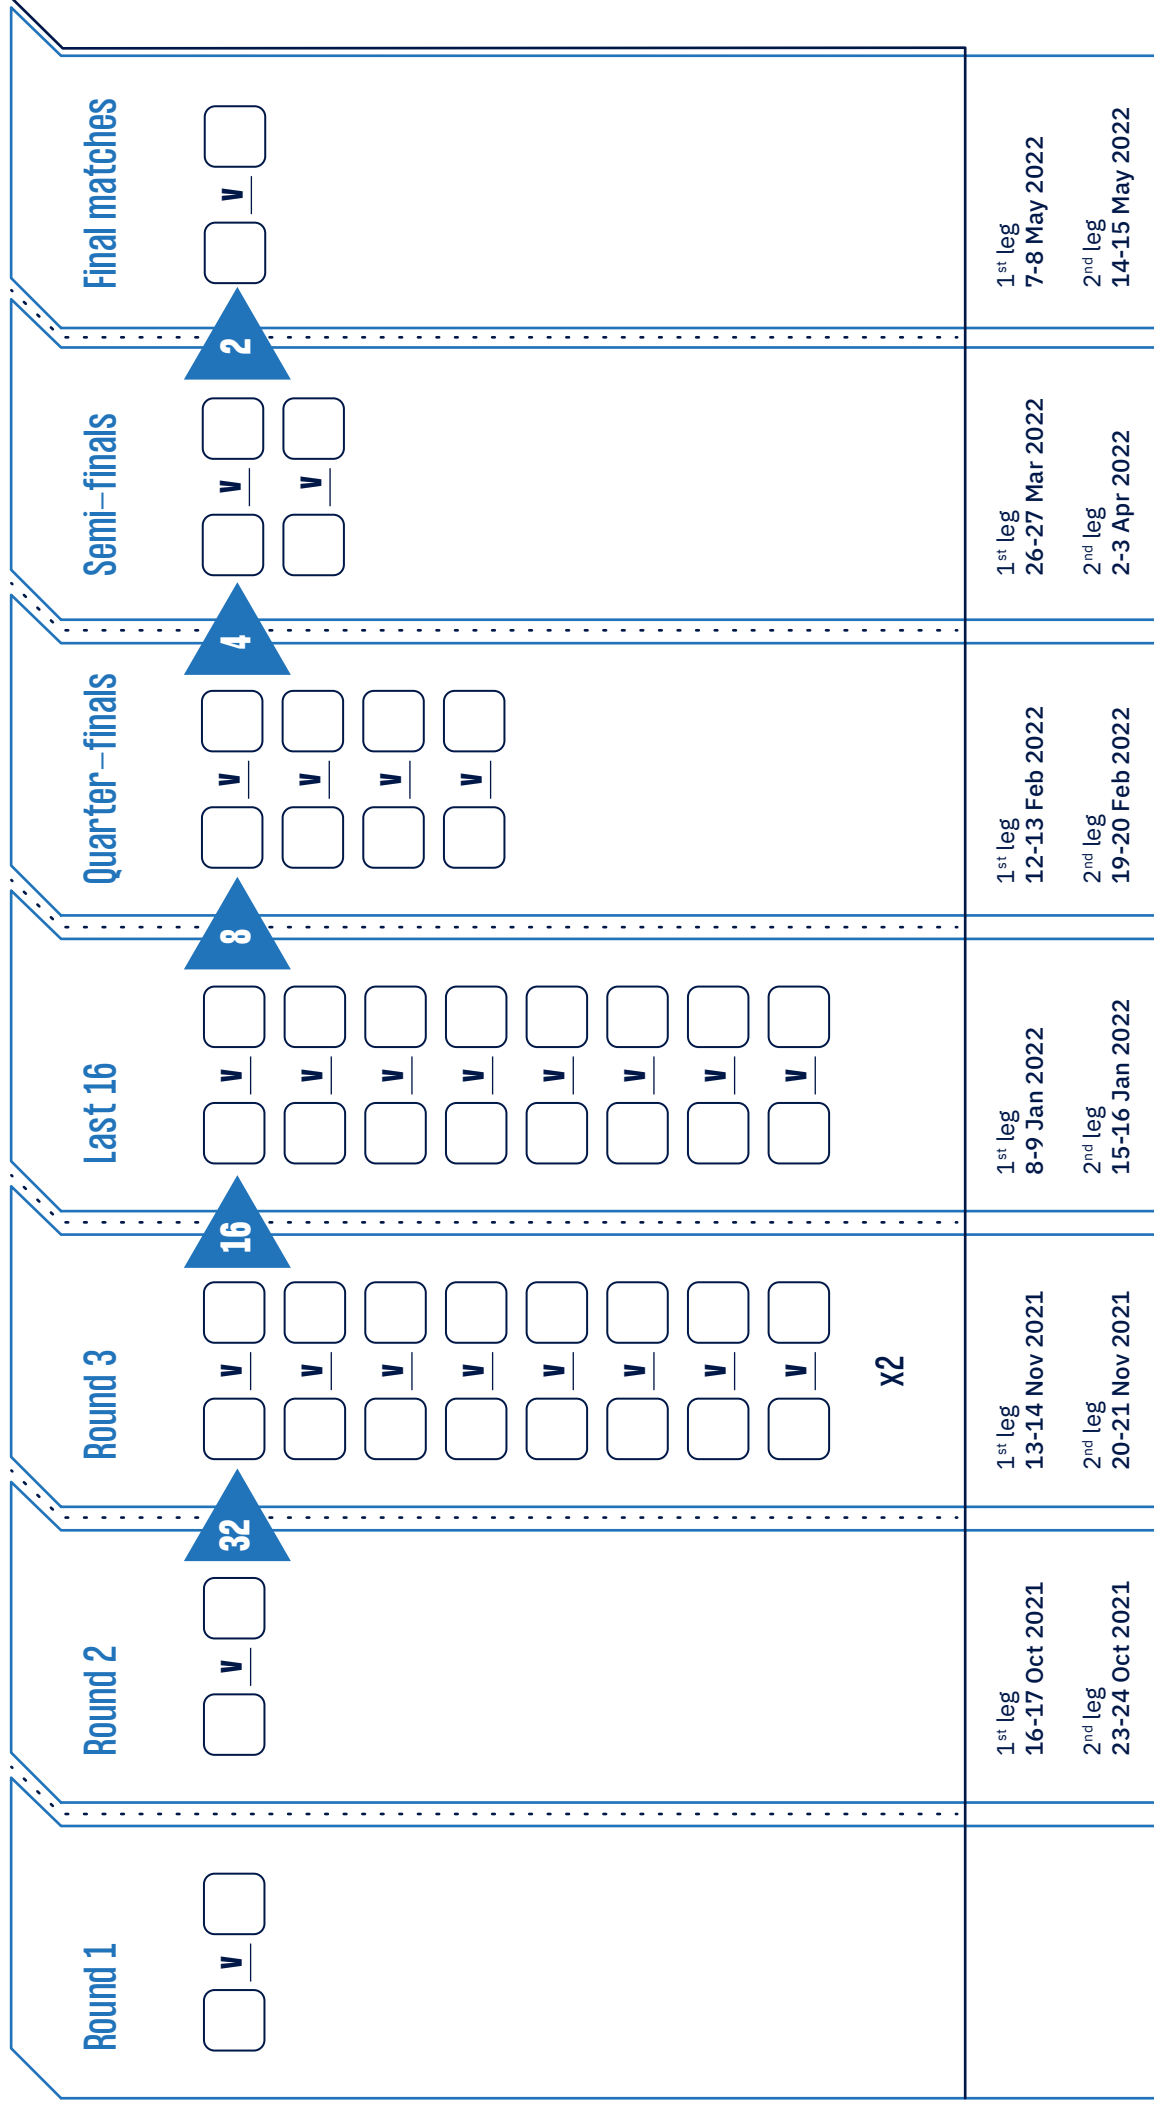 Round 1
V
Round 2
V
1st leg
16-17 Oct 2021
2nd leg
23-24 Oct 2021
32
Round 3
V
V
V
V
V
V
V
V
x2
1st leg
13-14 Nov 2021
2nd leg
20-21 Nov 2021
16
Last 16
V
V
V
V
V
V
V
V
1st leg
8-9 Jan 2022
2nd leg
15-16 Jan 2022
8
Quarter-finals
V
V
V
V
1st leg
12-13 Feb 2022
2nd leg
19-20 Feb 2022
4
Semi-finals
V
V
1st leg
26-27 Mar 2022
2nd leg
2-3 Apr 2022
2
Final matches
V
1st leg
7-8 May 2022
2nd leg
14-15 May 2022